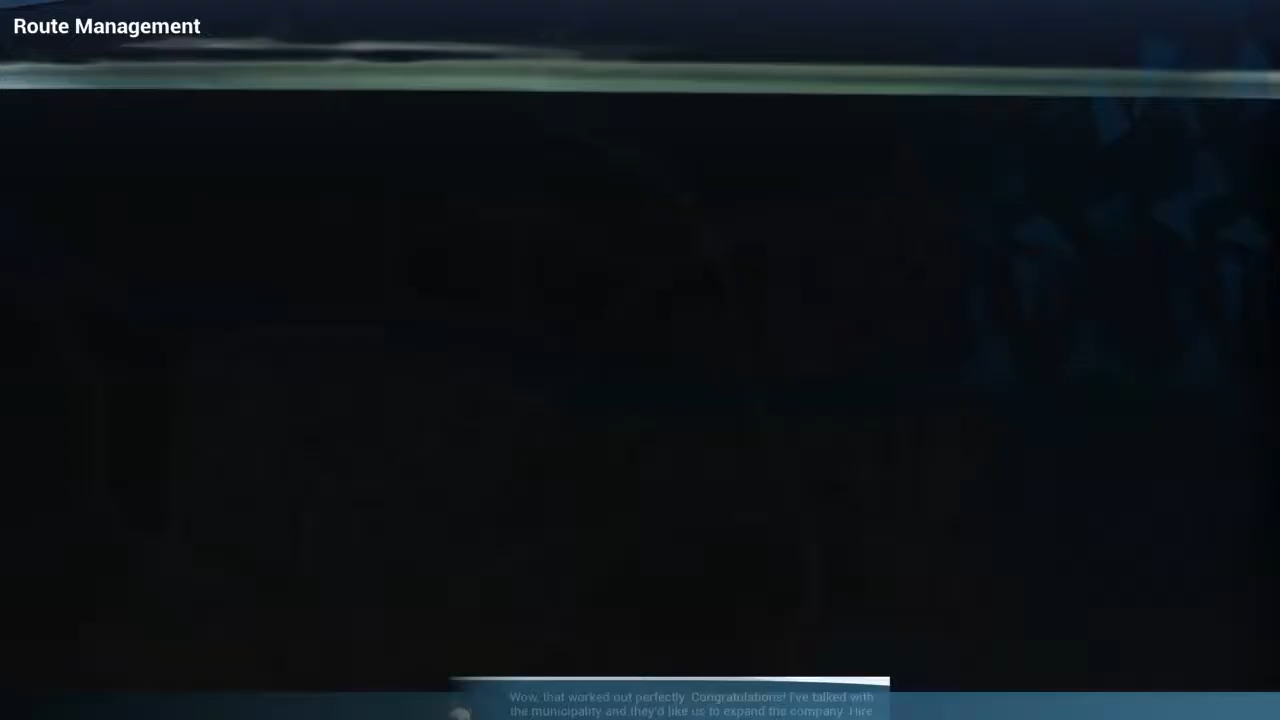 Route Management
Wow, that worked out perfectly. Congratulations! I've talked with
the municipality and they'd like us to expand the company. Hire